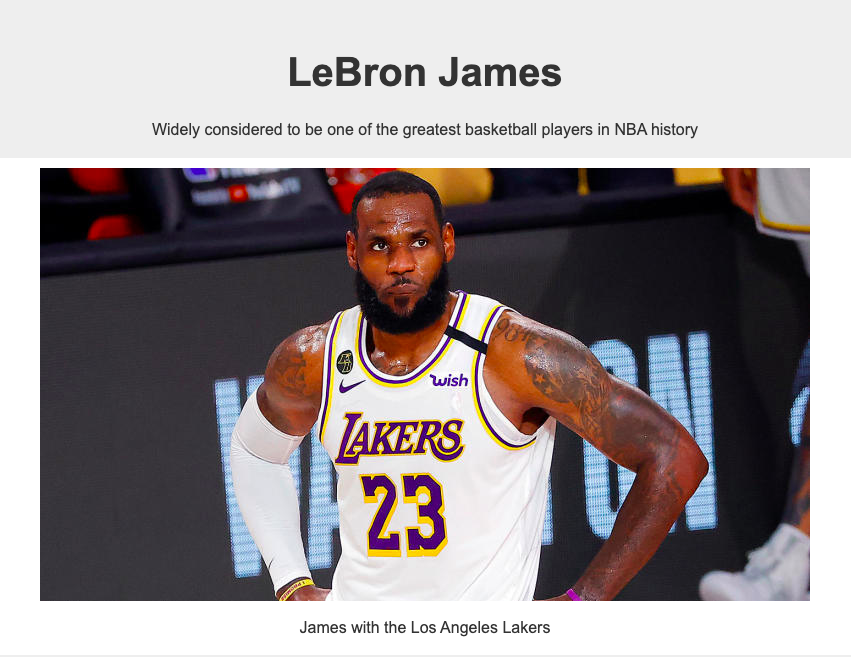 LeBron James
Widely considered to be one of the greatest basketball players in NBA history
wish
LAKERS
23
James with the Los Angeles Lakers